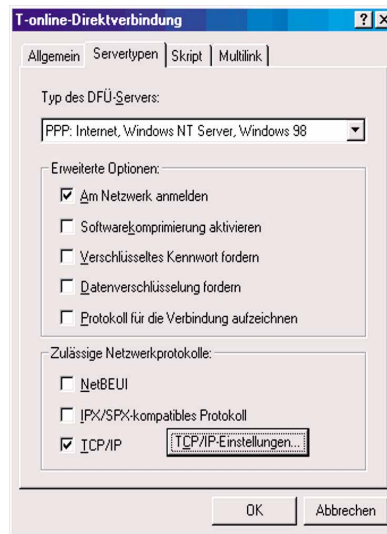 T-online-Direktverbindung
Allgemein Servertypen Skript Multilink
Typ des DFÜ-Servers:
PPP: Internet, Windows NT Server, Windows 98
Erweiterte Optionen:
Am Netzwerk anmelden
Softwarekomprimierung aktivieren
Verschlüsseltes Kennwort fordern
Datenverschlüsselung fordern
Protokoll für die Verbindung aufzeichnen
Zulässige Netzwerkprotokolle:
NetBEUI
IPX/SPX-kompatibles Protokoll
TCP/IP TCP/IP-Einstellungen...
OK Abbrechen